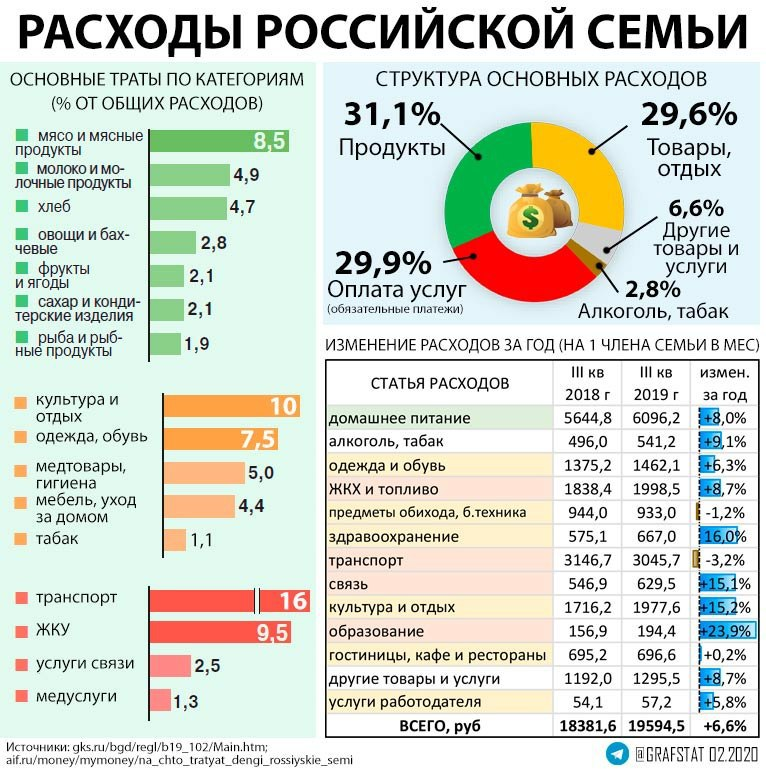 РАСХОДЫ РОССИЙСКОЙ СЕМЬИ
ОСНОВНЫЕ ТРАТЫ ПО КАТЕГОРИЯМ
(% ОТ ОБЩИХ РАСХОДОВ)
мясо и мясные
продукты
8,5
молоко и мо-
лочные продукты
4,9
хлеб
4,7
овощи и бах-
чевые
2,8
фрукты
и ягоды
2,1
сахар и конди-
терские изделия
2,1
рыба и рыб-
ные продукты
1,9
культура и
отдых
10
одежда, обувь
7,5
медтовары,
гигиена
5,0
мебель, уход
за домом
4,4
табак
1,1
транспорт
16
ЖКУ
9,5
услуги связи
2,5
медуслуги
1,3
СТРУКТУРА ОСНОВНЫХ РАСХОДОВ
31,1%
Продукты
29,6%
Товары,
отдых
6,6%
Другие
товары и
услуги
2,8%
Алкоголь, табак
29,9%
Оплата услуг
(обязательные платежи)
$
ИЗМЕНЕНИЕ РАСХОДОВ ЗА ГОД (НА 1 ЧЛЕНА СЕМЬИ В МЕС)
СТАТЬЯ РАСХОДОВ III кв 2018 г III кв 2019 г измен. за год
домашнее питание 5644,8 6096,2 +8,0%
алкоголь, табак 496,0 541,2 +9,1%
одежда и обувь 1375,2 1462,1 +6,3%
ЖКХ и топливо 1838,4 1998,5 +8,7%
предметы обихода, б.техника 944,0 933,0 -1,2%
здравоохранение 575,1 667,0 16,0%
транспорт 3146,7 3045,7 -3,2%
связь 546,9 629,5 +15,1%
культура и отдых 1716,2 1977,6 +15,2%
образование 156,9 194,4 +23,9%
гостиницы, кафе и рестораны 695,2 696,6 +0,2%
другие товары и услуги 1192,0 1295,5 +8,7%
услуги работодателя 54,1 57,2 +5,8%
ВСЕГО, руб 18381,6 19594,5 +6,6%
Источники: gks.ru/bgd/regl/b19_102/Main.htm;
aif.ru/money/mymoney/na_chto_tratyat_dengi_rossiyskie_semi
@GRAFSTAT 02.2020